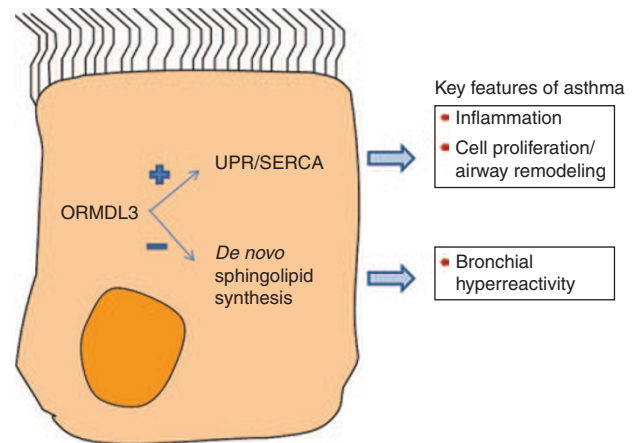 Key features of asthma
Inflammation
Cell proliferation/
airway remodeling
UPR/SERCA
ORMDL3
De novo
sphingolipid
synthesis
Bronchial
hyperreactivity